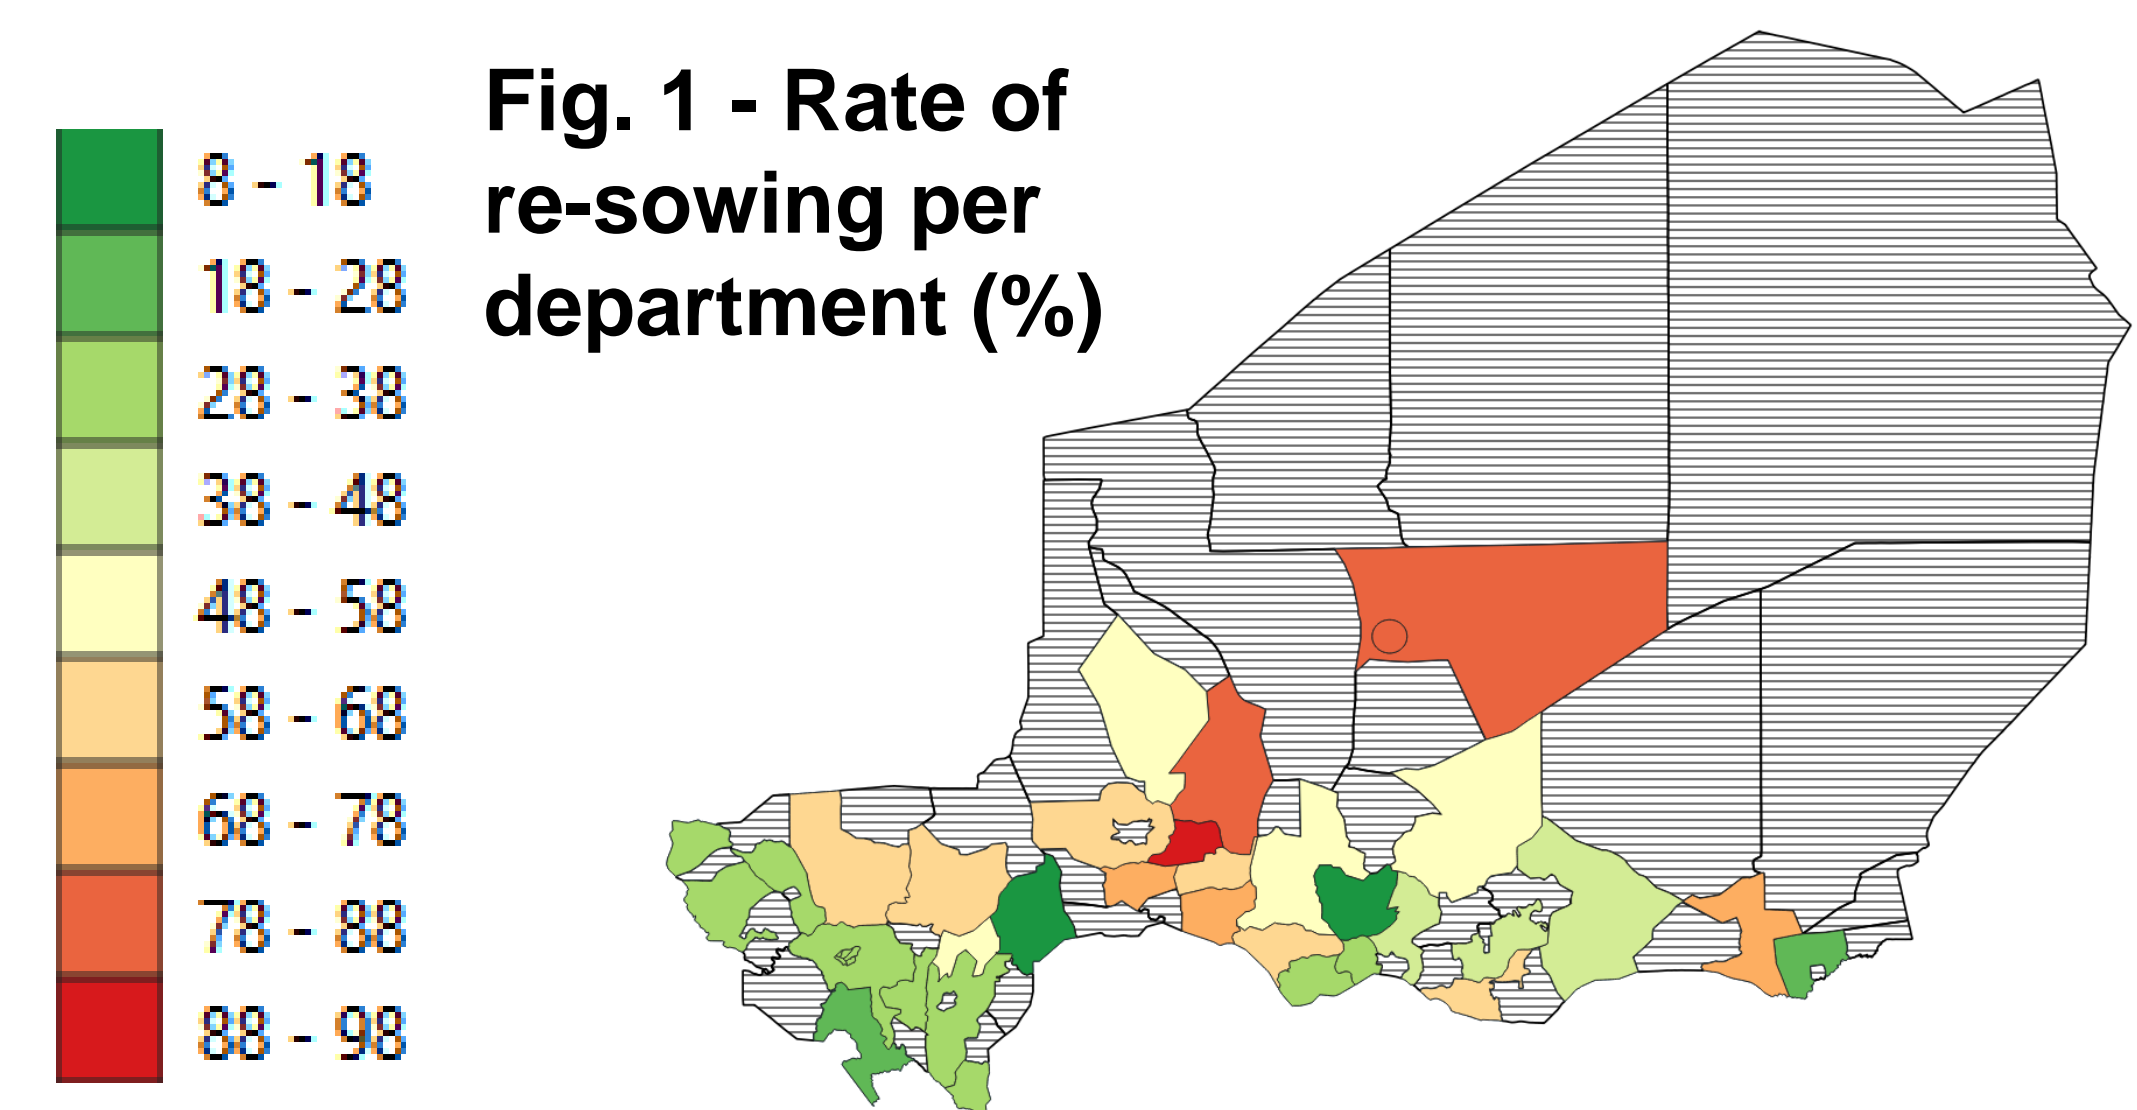 Fig. 1 - Rate of
re-sowing per
department (%)
8 - 18
18 - 28
28 - 38
38 - 48
48 - 58
58 - 68
68 - 78
78 - 88
88 - 98